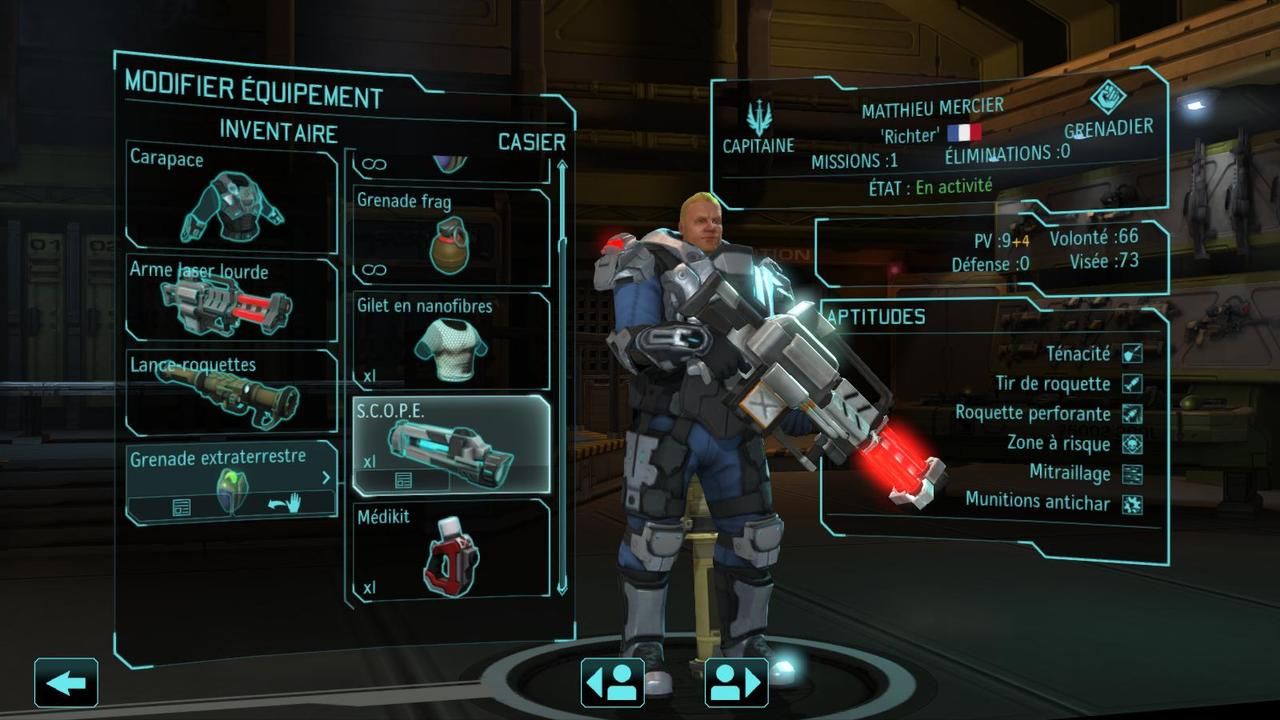 MODIFIER ÉQUIPEMENT
INVENTAIRE
CASIER
Carapace
Arme laser lourde
Lance-roquettes
Grenade extraterrestre
∞
Grenade frag
∞
Gilet en nanofibres
x1
S.C.O.P.E.
x1
Médikit
x1
CAPITAINE
MATTHIEU MERCIER
'Richter'
GRENADIER
MISSIONS :1 ÉLIMINATIONS :0
ÉTAT : En activité
PV :9+4 Volonté :66
Défense :0 Visée :73
APTITUDES
Ténacité
Tir de roquette
Roquette perforante
Zone à risque
Mitraillage
Munitions antichar
01 02